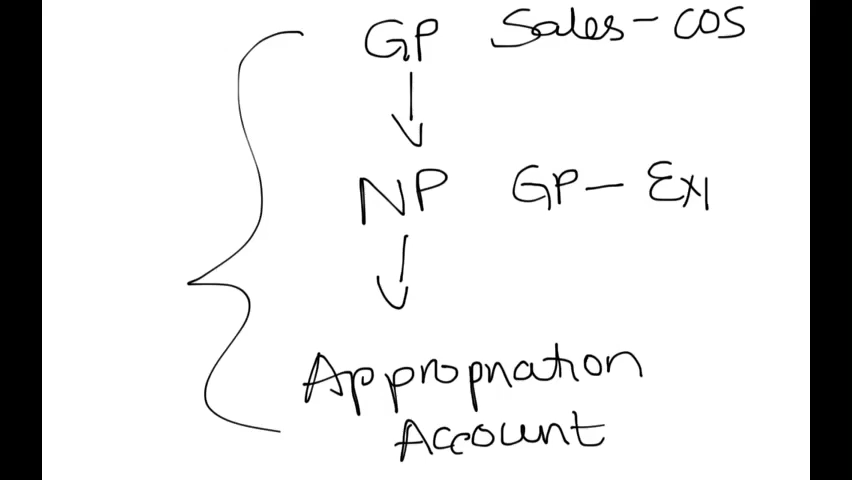 GP Sales - COS
NP GP - Exp
Appropriation
Account